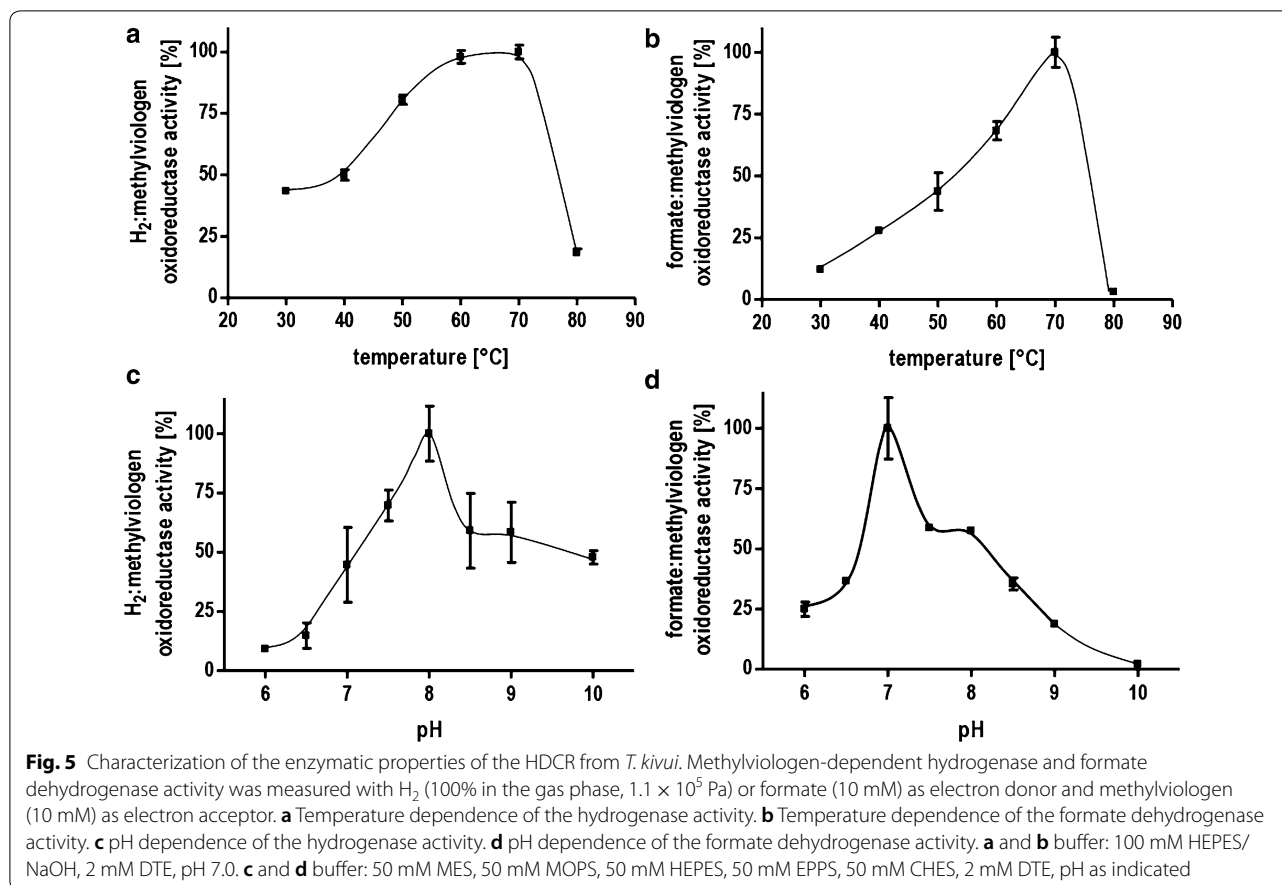 a
H2:methylviologen
oxidoreductase activity [%]
100
75
50
25
0
20 30 40 50 60 70 80 90
temperature [°C]
b
formate:methylviologen
oxidoreductase activity [%]
100
75
50
25
0
20 30 40 50 60 70 80 90
temperature [°C]
c
H2:methylviologen
oxidoreductase activity [%]
100
75
50
25
0
6 7 8 9 10
pH
d
formate:methylviologen
oxidoreductase activity [%]
100
75
50
25
0
6 7 8 9 10
pH
Fig. 5 Characterization of the enzymatic properties of the HDCR from T. kivui. Methylviologen-dependent hydrogenase and formate
dehydrogenase activity was measured with H2 (100% in the gas phase, 1.1 × 10⁵ Pa) or formate (10 mM) as electron donor and methylviologen
(10 mM) as electron acceptor. a Temperature dependence of the hydrogenase activity. b Temperature dependence of the formate dehydrogenase
activity. c pH dependence of the hydrogenase activity. d pH dependence of the formate dehydrogenase activity. a and b buffer: 100 mM HEPES/
NaOH, 2 mM DTE, pH 7.0. c and d buffer: 50 mM MES, 50 mM MOPS, 50 mM HEPES, 50 mM EPPS, 50 mM CHES, 2 mM DTE, pH as indicated